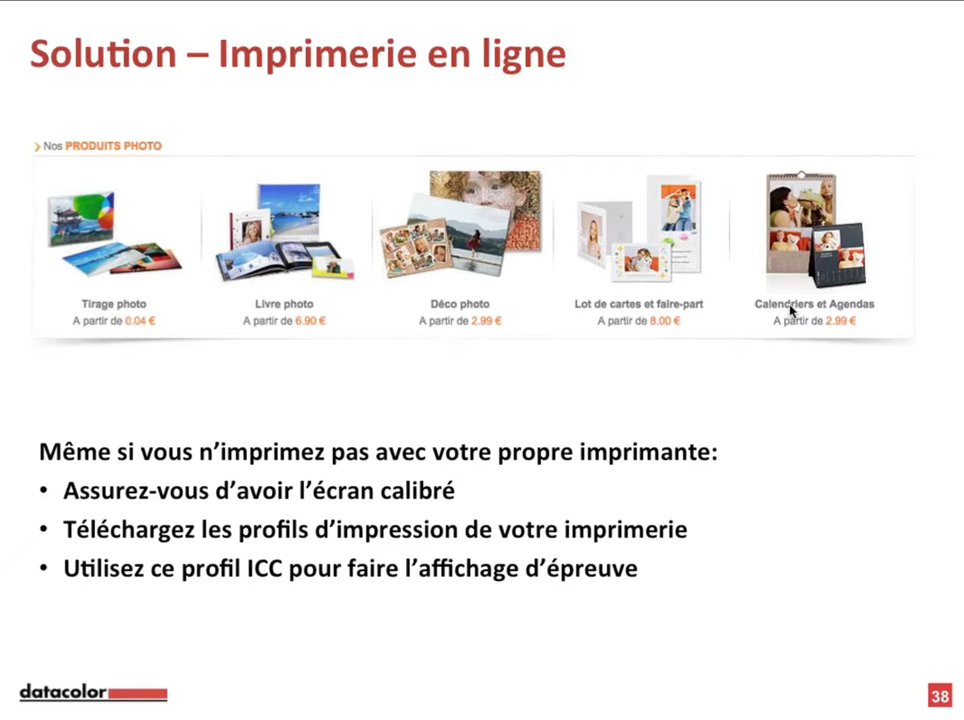 Solution – Imprimerie en ligne
Nos PRODUITS PHOTO
Tirage photo
A partir de 0.04 €
Livre photo
A partir de 6.90 €
Déco photo
A partir de 2.99 €
Lot de cartes et faire-part
A partir de 8.00 €
Calendriers et Agendas
A partir de 2.99 €
Même si vous n’imprimez pas avec votre propre imprimante:
• Assurez-vous d’avoir l’écran calibré
• Téléchargez les profils d’impression de votre imprimerie
• Utilisez ce profil ICC pour faire l’affichage d’épreuve
datacolor
38